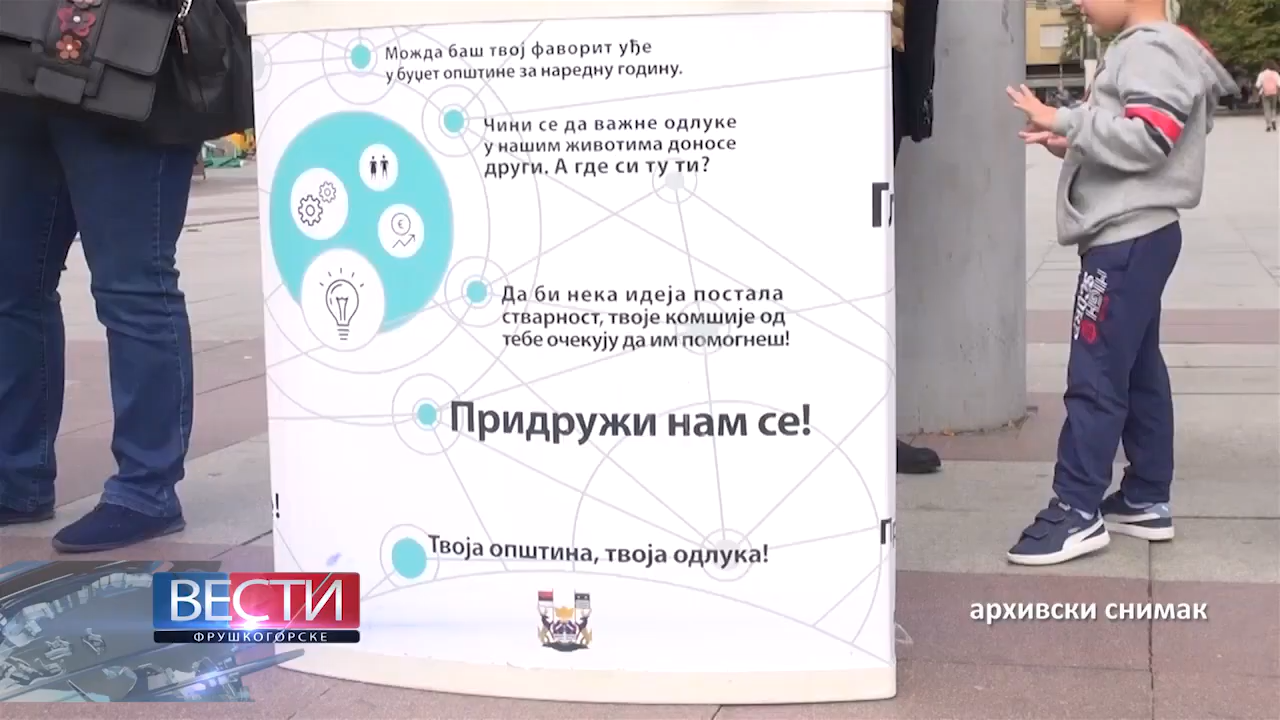 Можда баш твој фаворит уђе
у буџет општине за наредну годину.
Чини се да важне одлуке
у нашим животима доносе
други. А где си ту ти?
Да би нека идеја постала
стварност, твоје комшије од
тебе очекују да им помогнеш!
Придружи нам се!
Твоја општина, твоја одлука!
ВЕСТИ
ФРУШКОГОРСКЕ
архивски снимак